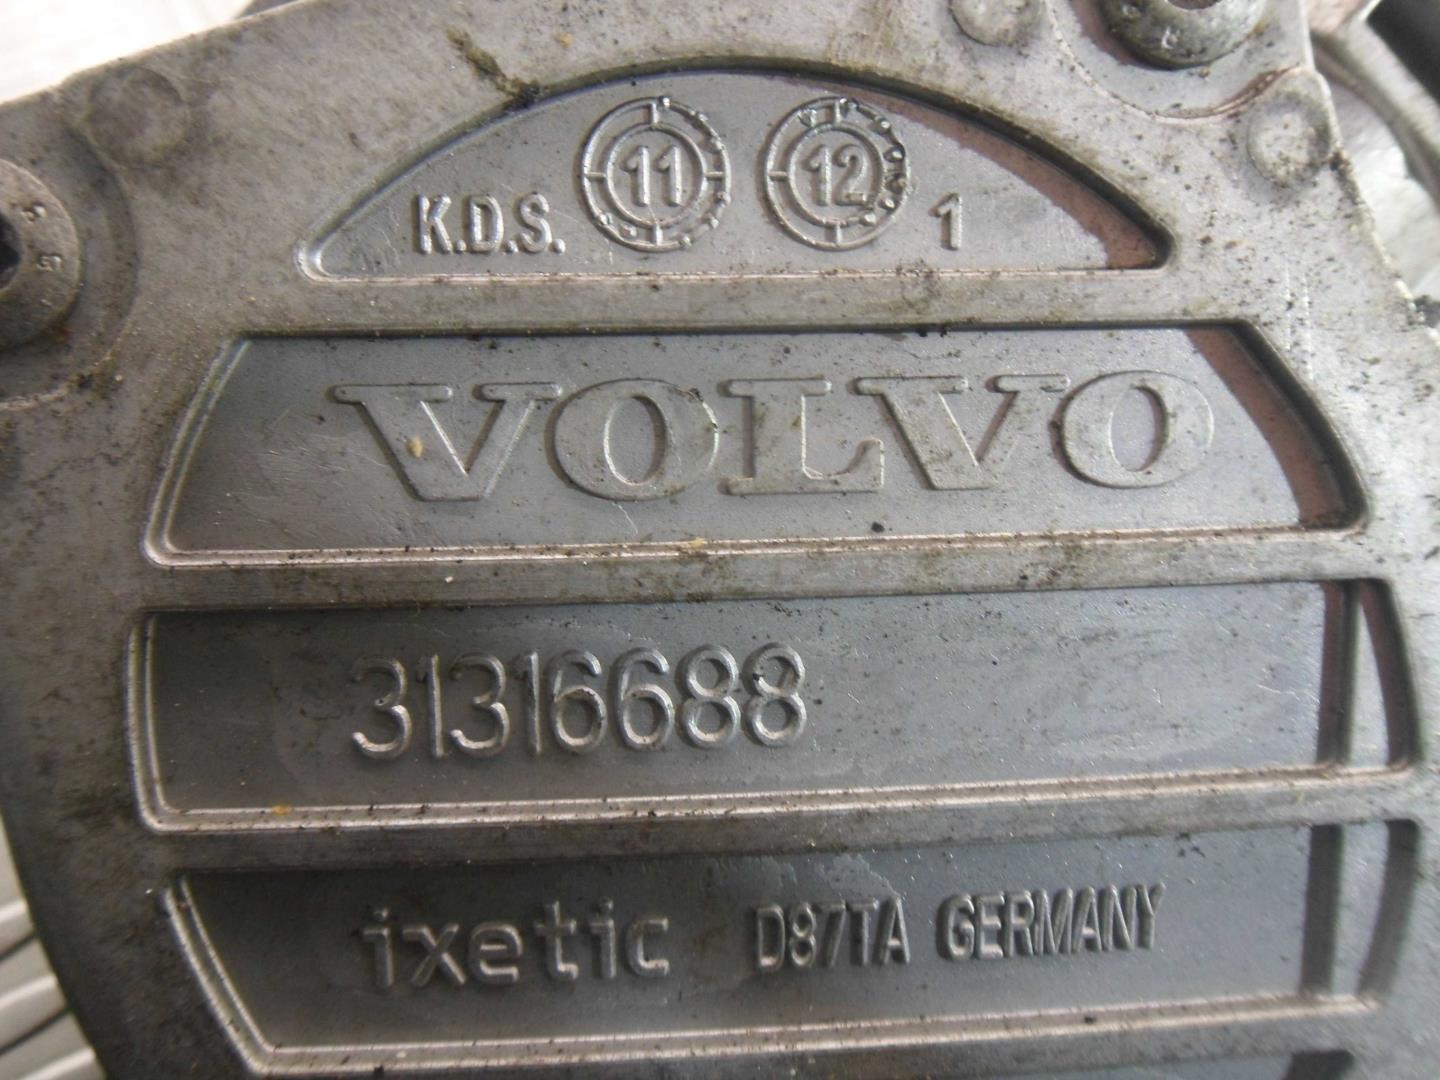 K.D.S. 11 12 1
VOLVO
31316688
ixetic D87TA GERMANY